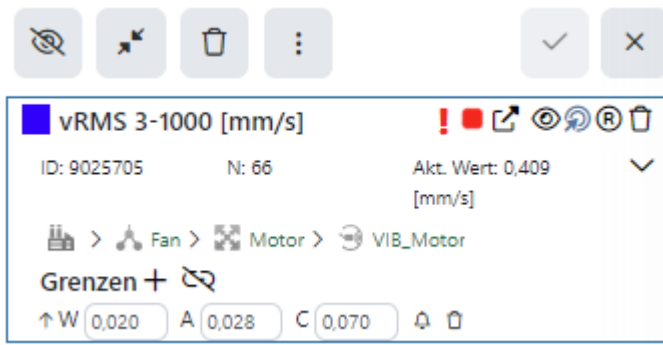 vRMS 3-1000 [mm/s]
ID: 9025705 N: 66 Akt. Wert: 0,409
[mm/s]
> Fan > Motor > VIB_Motor
Grenzen +
↑ W 0,020 A 0,028 C 0,070